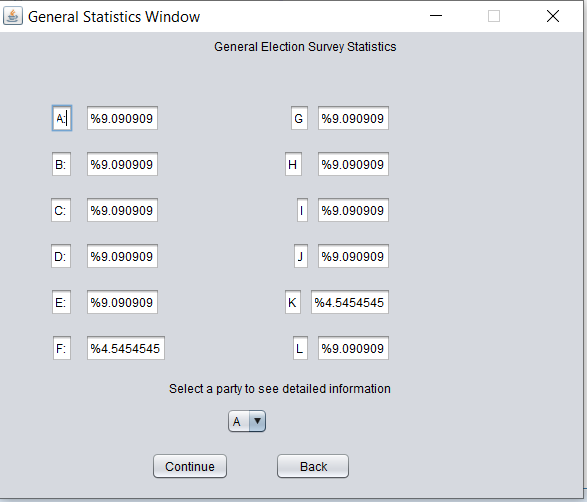 General Statistics Window
General Election Survey Statistics
A: %9.090909 G %9.090909
B: %9.090909 H %9.090909
C: %9.090909 I %9.090909
D: %9.090909 J %9.090909
E: %9.090909 K %4.5454545
F: %4.5454545 L %9.090909
Select a party to see detailed information
A
Continue Back